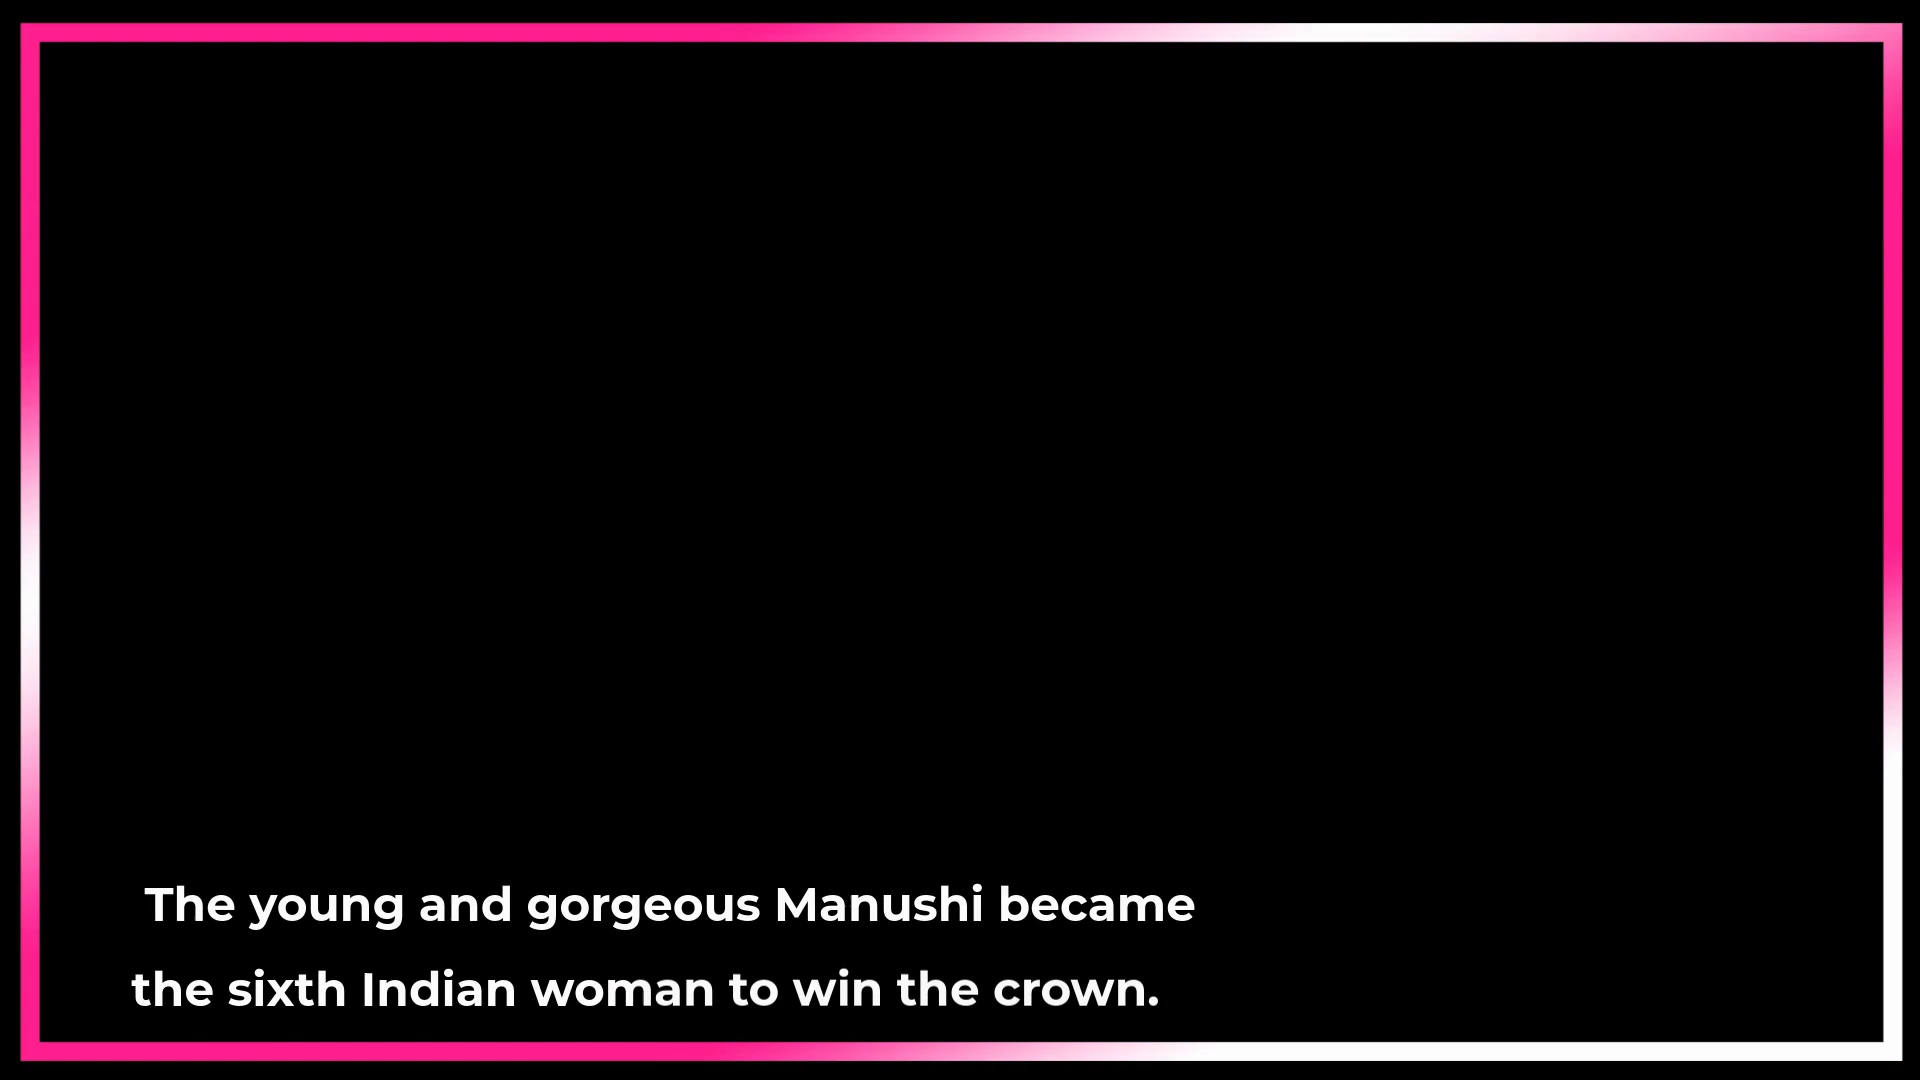 The young and gorgeous Manushi became
the sixth Indian woman to win the crown.